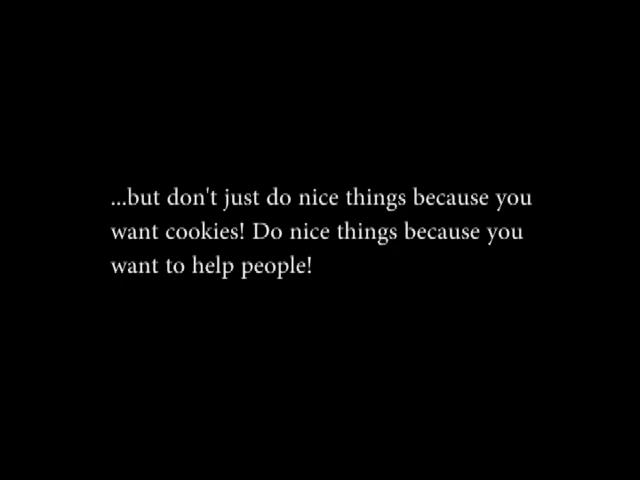 ...but don't just do nice things because you
want cookies! Do nice things because you
want to help people!